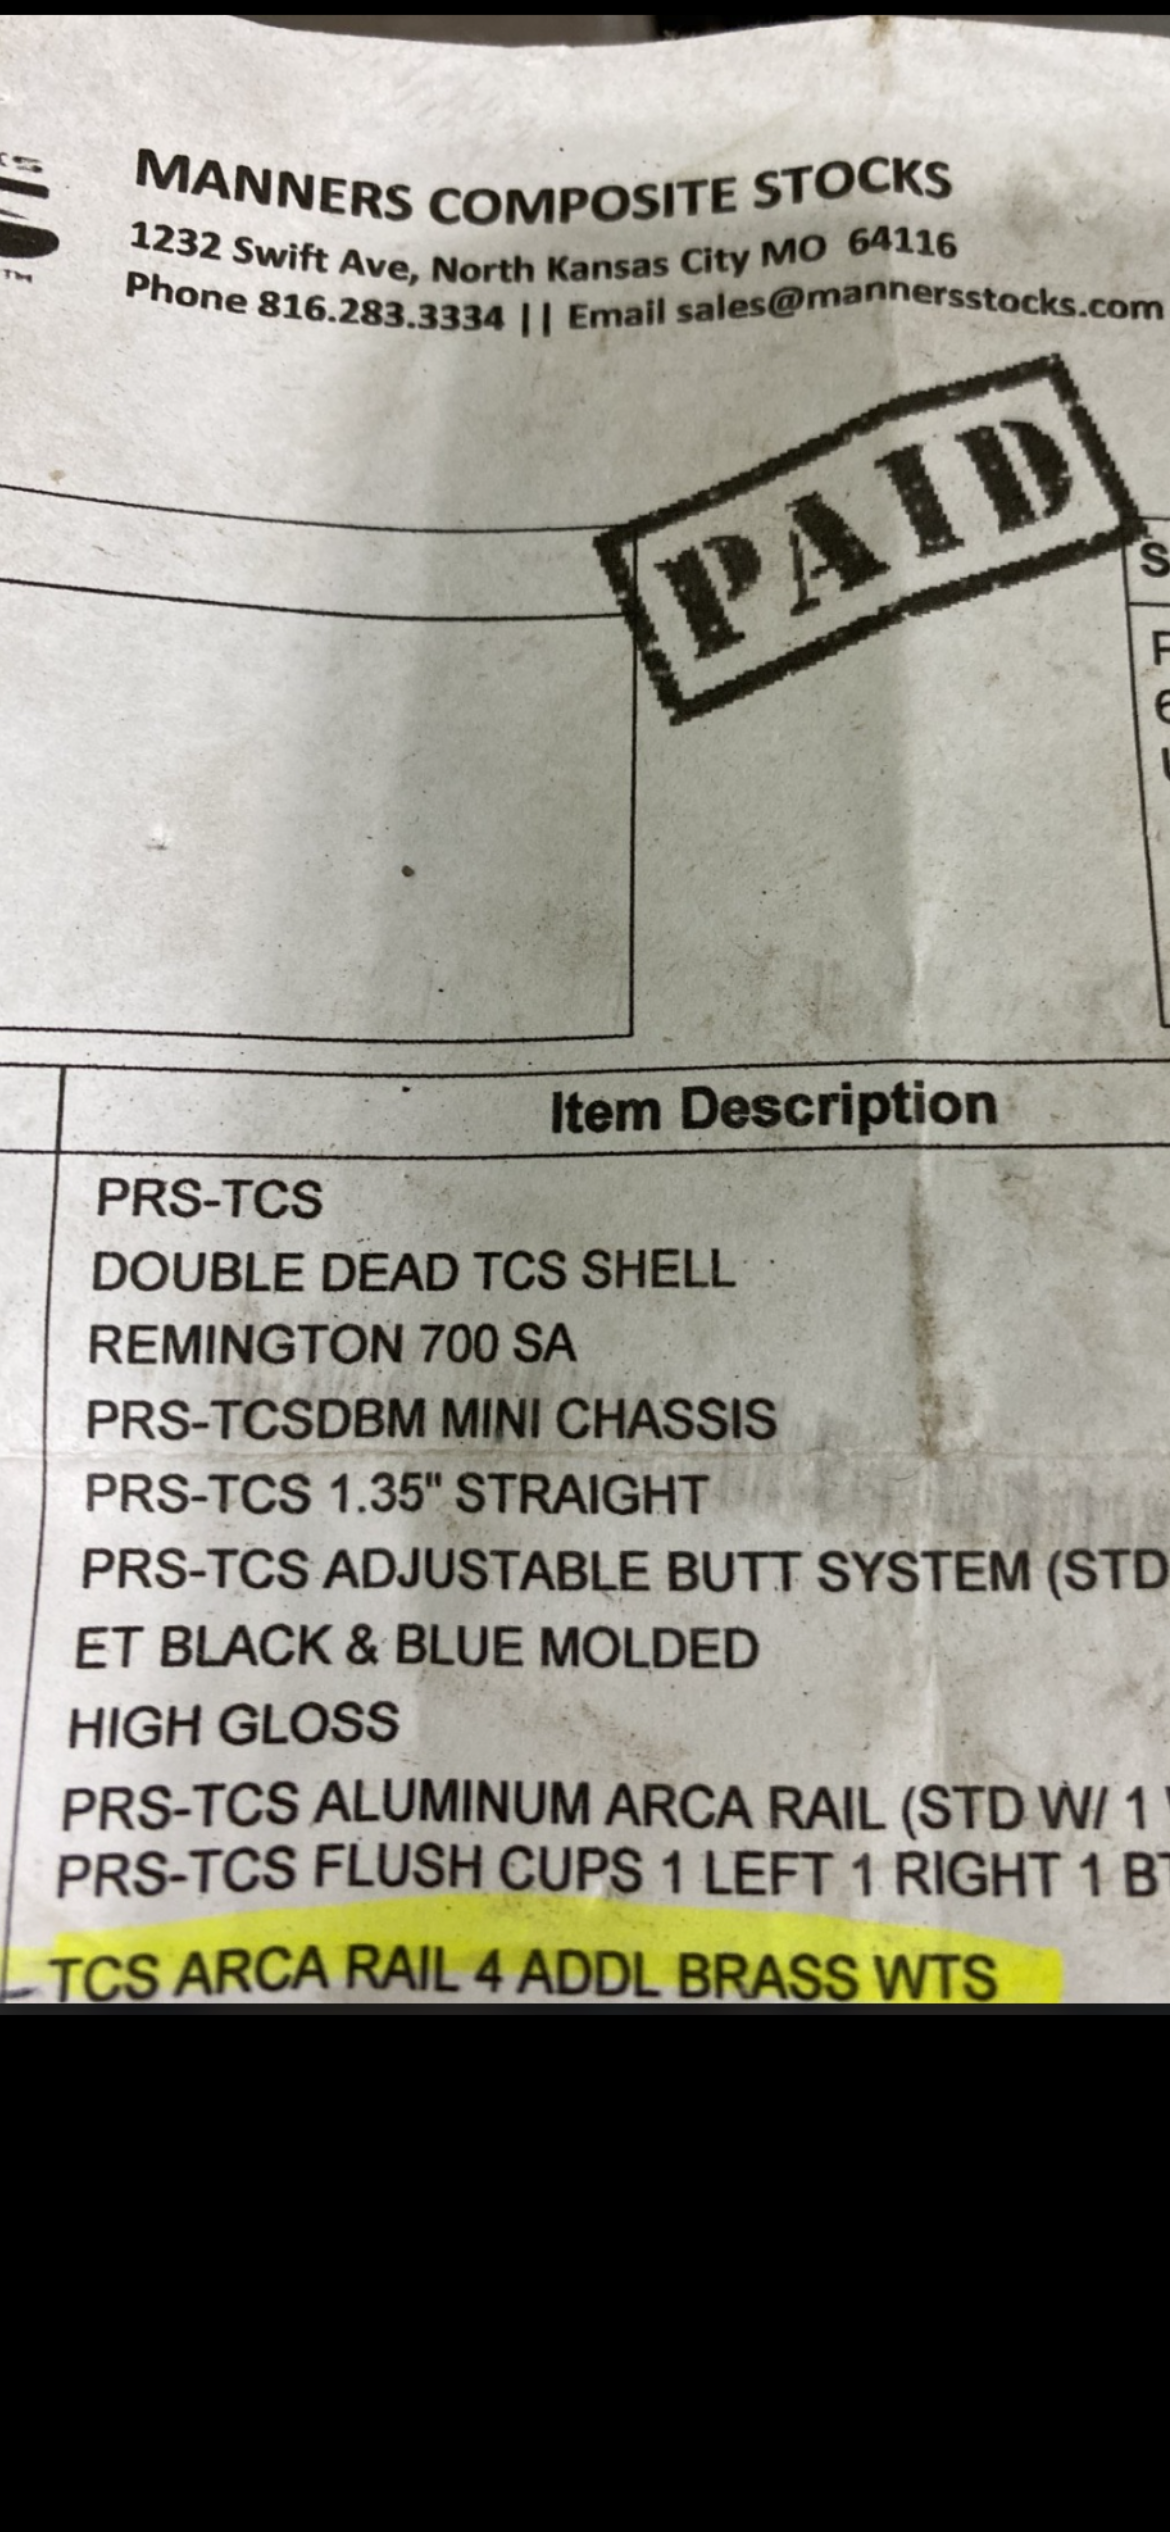 MANNERS COMPOSITE STOCKS
1232 Swift Ave, North Kansas City MO 64116
Phone 816.283.3334 || Email sales@mannersstocks.com
TM
PAID
Item Description
PRS-TCS
DOUBLE DEAD TCS SHELL
REMINGTON 700 SA
PRS-TCSDBM MINI CHASSIS
PRS-TCS 1.35" STRAIGHT
PRS-TCS ADJUSTABLE BUTT SYSTEM (STD
ET BLACK & BLUE MOLDED
HIGH GLOSS
PRS-TCS ALUMINUM ARCA RAIL (STD W/ 1
PRS-TCS FLUSH CUPS 1 LEFT 1 RIGHT 1
TCS ARCA RAIL 4 ADDL BRASS WTS